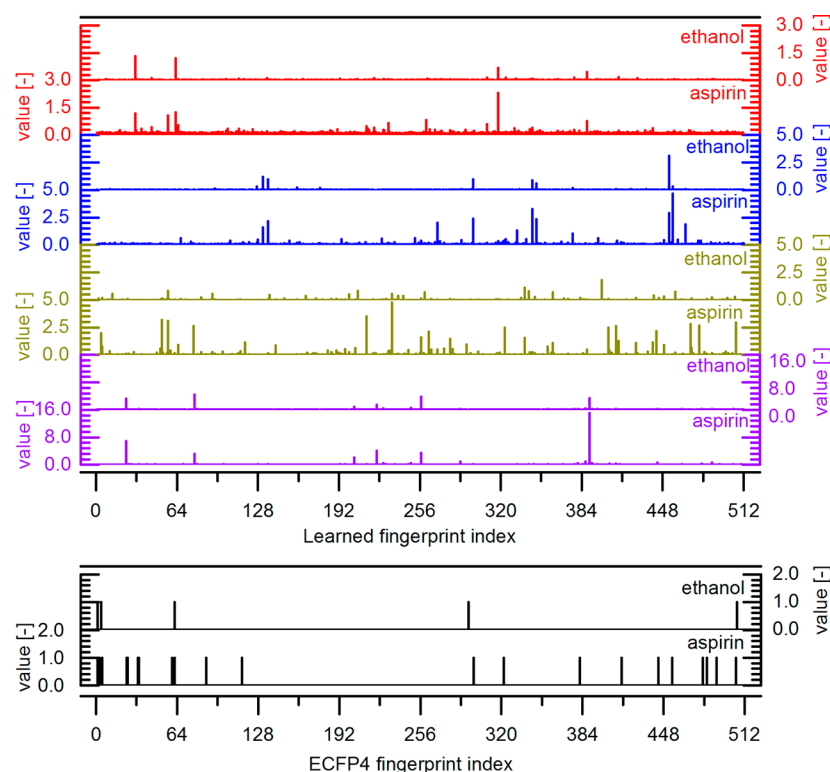 3.0
ethanol
1.5
3.0
0.0
aspirin
1.5
0.0
5.0
ethanol
2.5
5.0
0.0
aspirin
2.5
0.0
5.0
ethanol
2.5
5.0
0.0
aspirin
2.5
0.0
16.0
ethanol
8.0
16.0
0.0
aspirin
8.0
0.0
value [-]
value [-]
value [-]
value [-]
value [-]
value [-]
value [-]
value [-]
0 64 128 192 256 320 384 448 512
Learned fingerprint index
2.0
ethanol
1.0
2.0
0.0
aspirin
1.0
0.0
value [-]
value [-]
0 64 128 192 256 320 384 448 512
ECFP4 fingerprint index